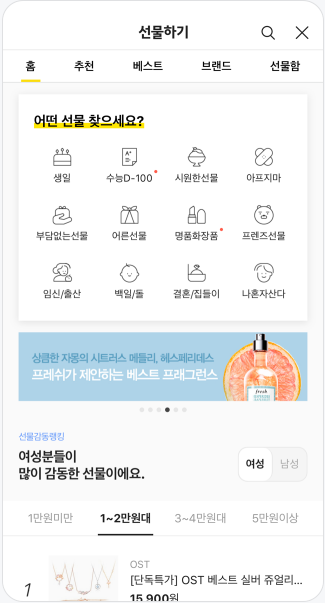 선물하기
홈 추천 베스트 브랜드 선물함
어떤 선물 찾으세요?
생일 수능D-100 시원한선물 아프지마
부담없는선물 어른선물 명품화장품 프렌즈선물
임신/출산 백일/돌 결혼/집들이 나혼자산다
상큼한 자몽의 시트러스 메들리, 헤스페리데스
프레쉬가 제안하는 베스트 프래그런스
fresh
선물감동랭킹
여성분들이
많이 감동한 선물이에요.
여성 남성
1만원미만 1~2만원대 3~4만원대 5만원이상
1
OST
[단독특가] OST 베스트 실버 쥬얼리...
15,900원